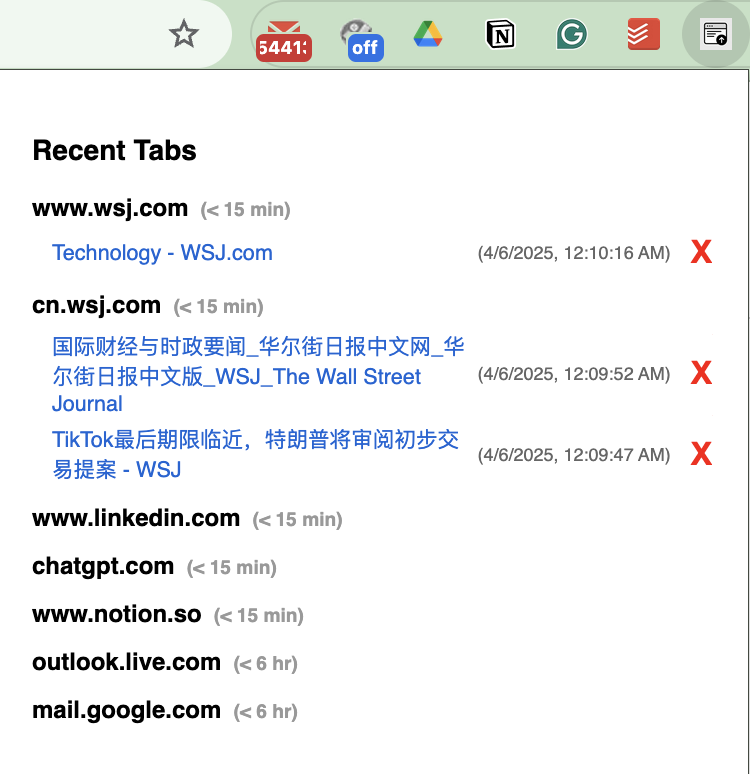 54413
off
N
G
Recent Tabs
www.wsj.com (< 15 min)
Technology - WSJ.com (4/6/2025, 12:10:16 AM) X
cn.wsj.com (< 15 min)
国际财经与时政要闻_华尔街日报中文网_华
尔街日报中文版_WSJ_The Wall Street (4/6/2025, 12:09:52 AM) X
Journal
TikTok最后期限临近，特朗普将审阅初步交
易提案 - WSJ (4/6/2025, 12:09:47 AM) X
www.linkedin.com (< 15 min)
chatgpt.com (< 15 min)
www.notion.so (< 15 min)
outlook.live.com (< 6 hr)
mail.google.com (< 6 hr)